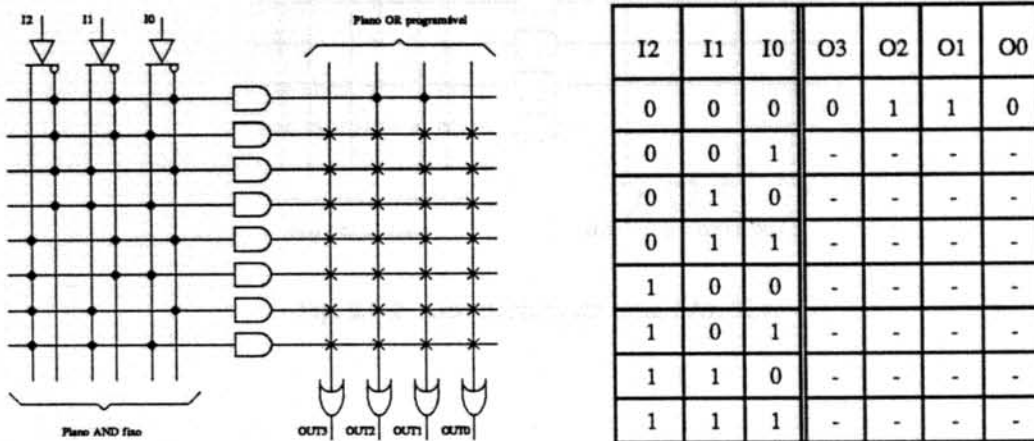 I2 I1 I0
Plano OR programável
Plano AND fixo
OUT3 OUT2 OUT1 OUT0
I2 I1 I0 O3 O2 O1 O0
0 0 0 0 1 1 0
0 0 1 - - - -
0 1 0 - - - -
0 1 1 - - - -
1 0 0 - - - -
1 0 1 - - - -
1 1 0 - - - -
1 1 1 - - - -